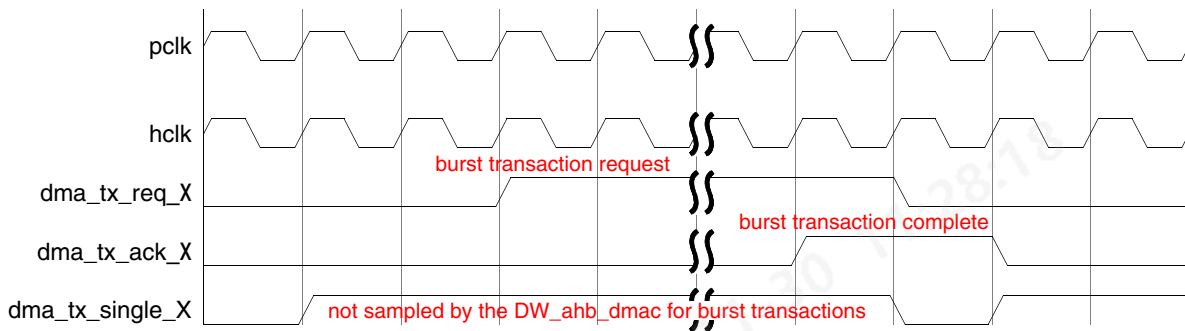 pclk
hclk
burst transaction request
dma_tx_req_X
burst transaction complete
dma_tx_ack_X
dma_tx_single_X
not sampled by the DW_ahb_dmac for burst transactions